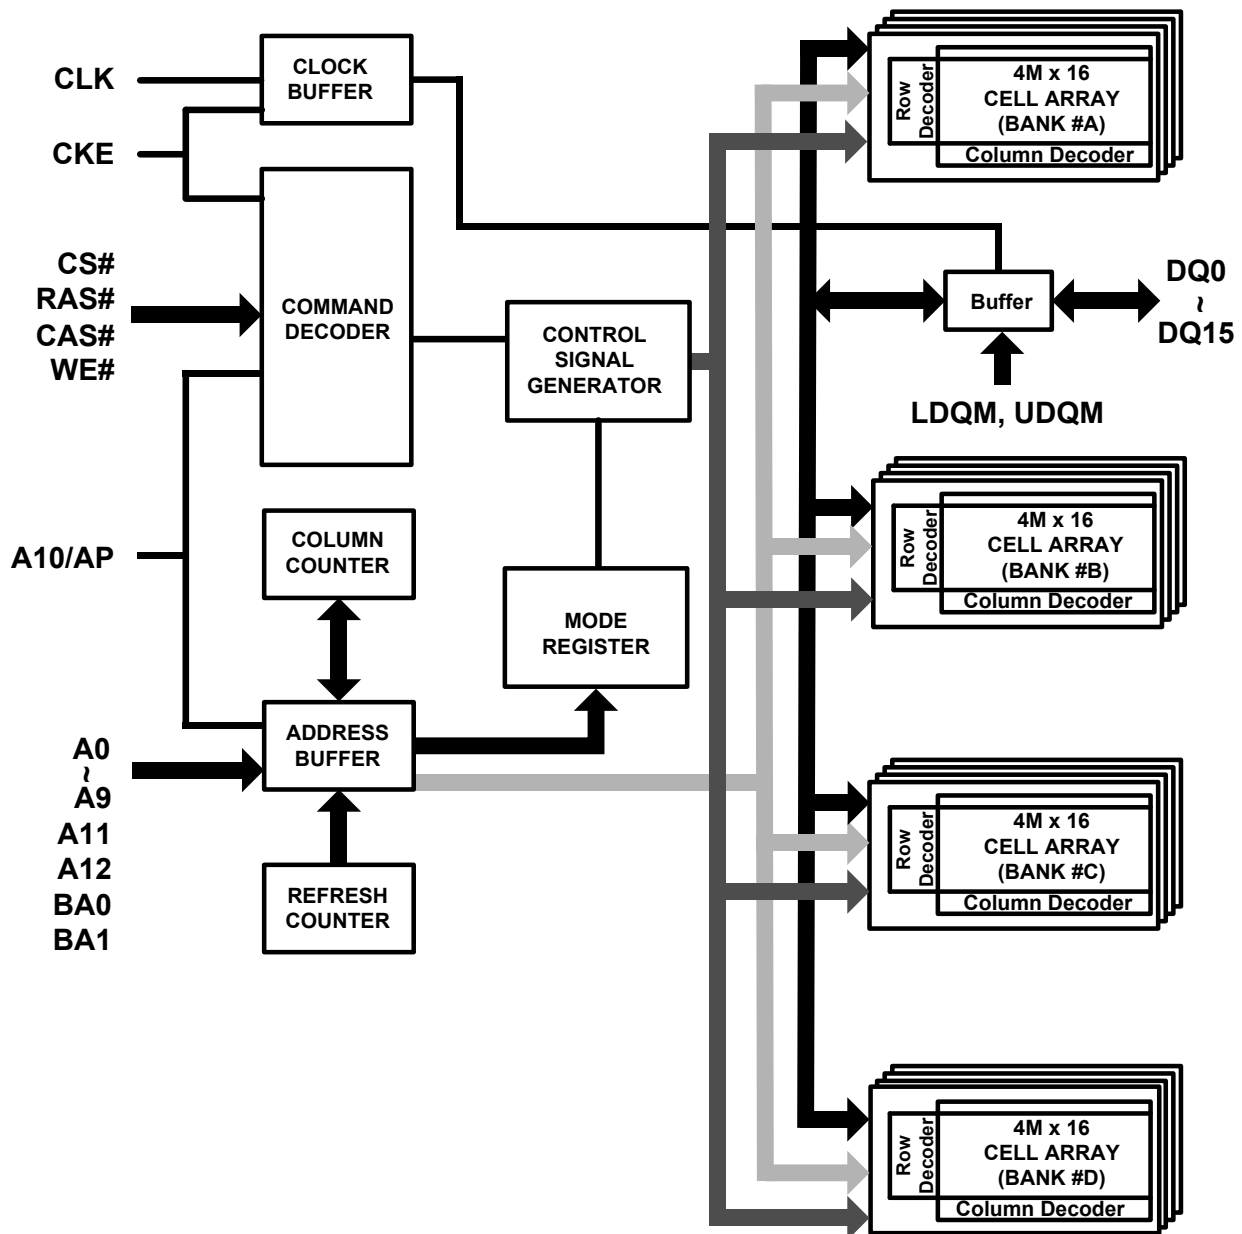 CLK
CKE
CS#
RAS#
CAS#
WE#
A10/AP
A0
~
A9
A11
A12
BA0
BA1
CLOCK
BUFFER
COMMAND
DECODER
COLUMN
COUNTER
ADDRESS
BUFFER
REFRESH
COUNTER
CONTROL
SIGNAL
GENERATOR
MODE
REGISTER
Row
Decoder
4M x 16
CELL ARRAY
(BANK #A)
Column Decoder
Buffer
DQ0
~
DQ15
LDQM, UDQM
Row
Decoder
4M x 16
CELL ARRAY
(BANK #B)
Column Decoder
Row
Decoder
4M x 16
CELL ARRAY
(BANK #C)
Column Decoder
Row
Decoder
4M x 16
CELL ARRAY
(BANK #D)
Column Decoder